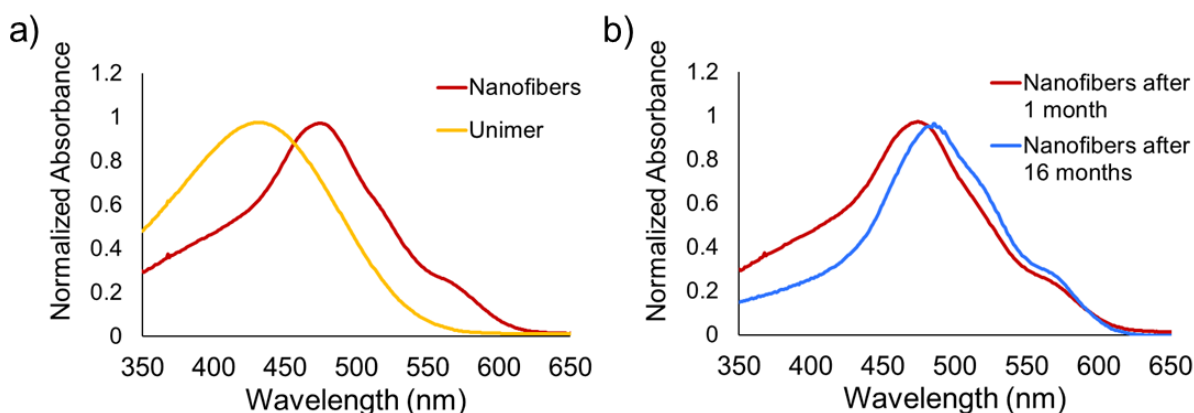 a)
Normalized Absorbance
1.2
1
0.8
0.6
0.4
0.2
0
350 400 450 500 550 600 650
Wavelength (nm)
Nanofibers
Unimer
b)
Normalized Absorbance
1.2
1
0.8
0.6
0.4
0.2
0
350 400 450 500 550 600 650
Wavelength (nm)
Nanofibers after
1 month
Nanofibers after
16 months